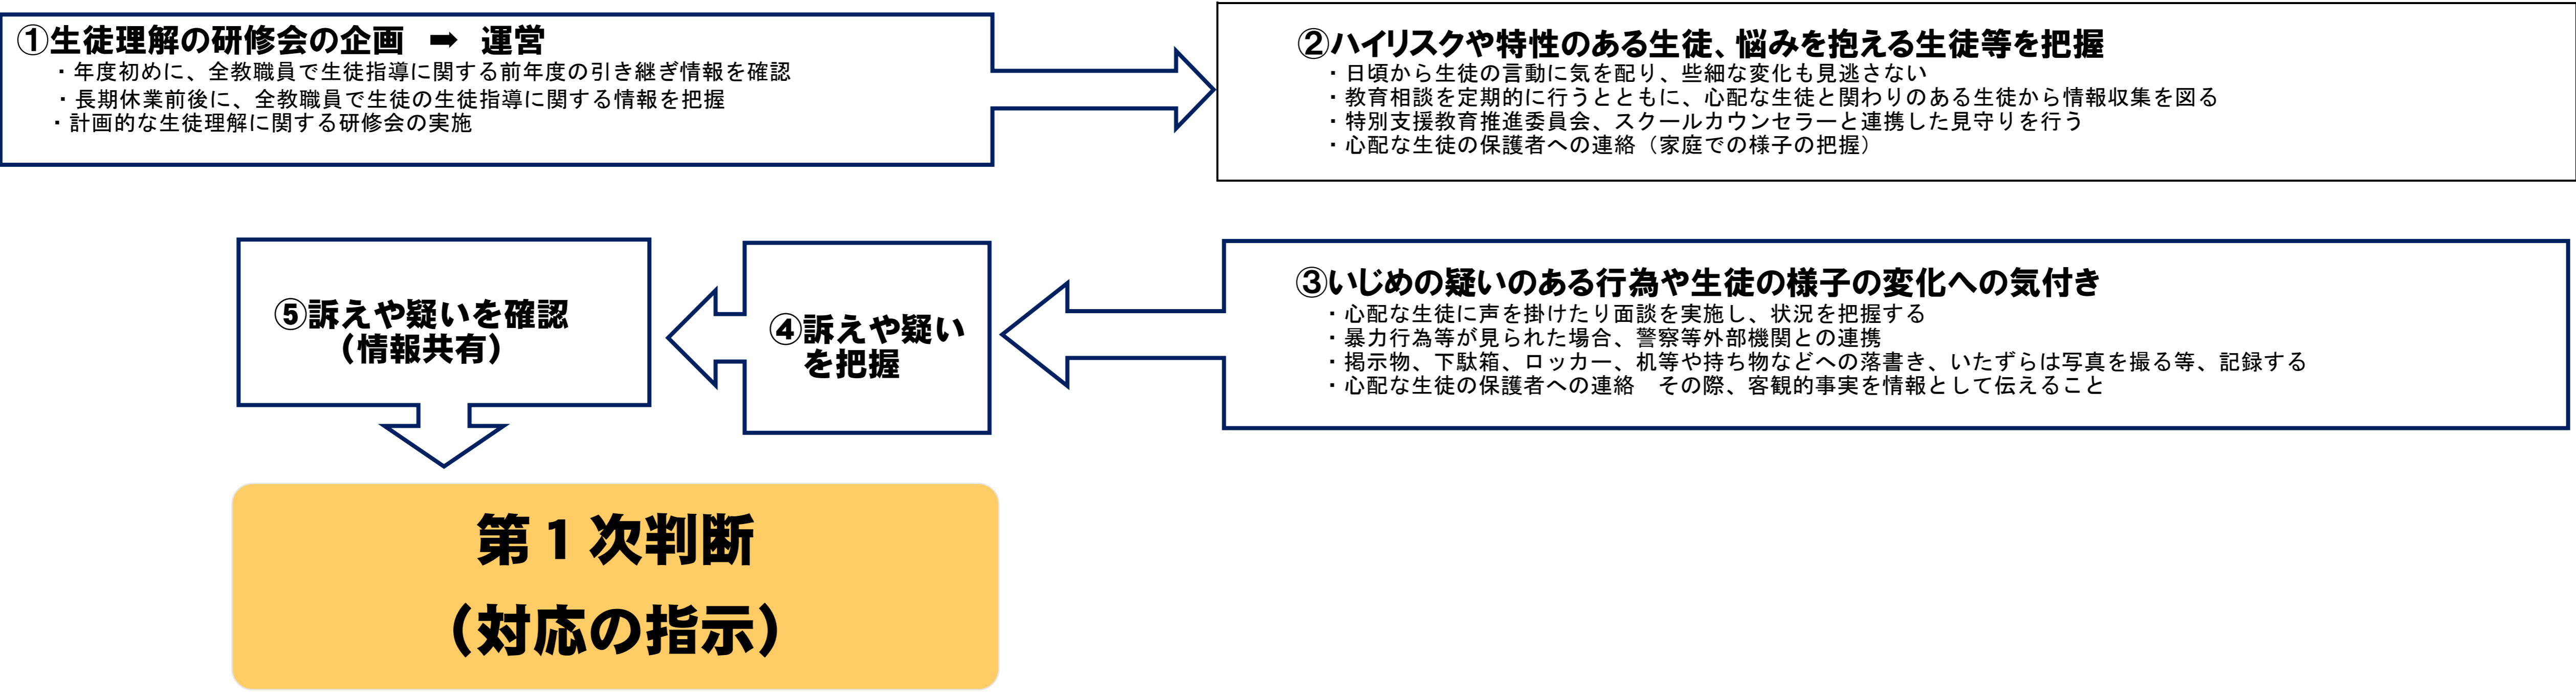 ①生徒理解の研修会の企画　➡　運営
・年度初めに、全教職員で生徒指導に関する前年度の引き継ぎ情報を確認
・長期休業前後に、全教職員で生徒の生徒指導に関する情報を把握
・計画的な生徒理解に関する研修会の実施
②ハイリスクや特性のある生徒、悩みを抱える生徒等を把握
・日頃から生徒の言動に気を配り、些細な変化も見逃さない
・教育相談を定期的に行うとともに、心配な生徒と関わりのある生徒から情報収集を図る
・特別支援教育推進委員会、スクールカウンセラーと連携した見守りを行う
・心配な生徒の保護者への連絡（家庭での様子の把握）
③いじめの疑いのある行為や生徒の様子の変化への気付き
・心配な生徒に声を掛けたり面談を実施し、状況を把握する
・暴力行為等が見られた場合、警察等外部機関との連携
・掲示物、下駄箱、ロッカー、机等や持ち物などへの落書き、いたずらは写真を撮る等、記録する
・心配な生徒の保護者への連絡　その際、客観的事実を情報として伝えること
④訴えや疑い
を把握
⑤訴えや疑いを確認
（情報共有）
第１次判断
（対応の指示）